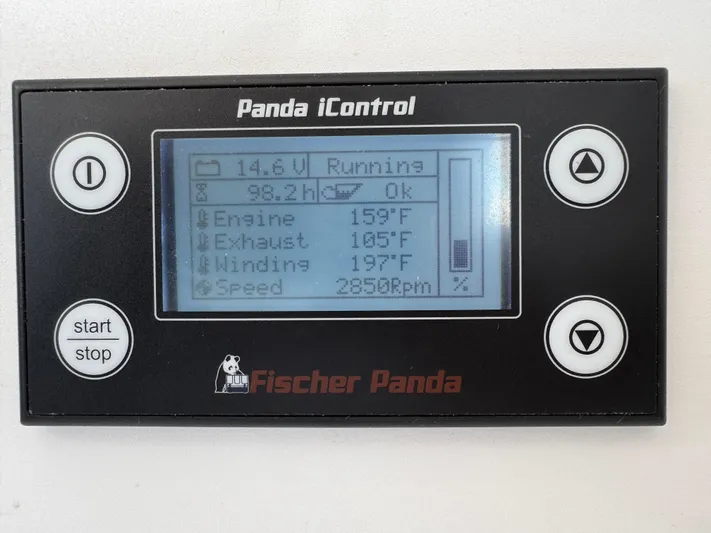 Panda iControl
14.6 V Running
98.2 h Ok
Engine 159°F
Exhaust 105°F
Winding 197°F
Speed 2850Rpm
%
start
stop
Fischer Panda